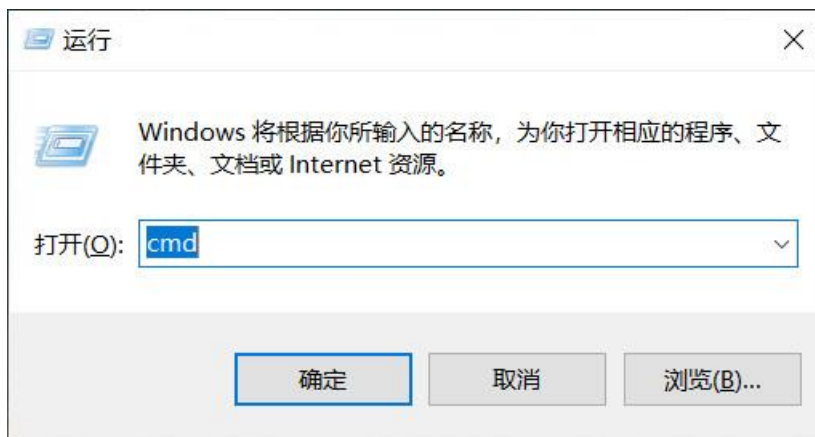 运行
Windows 将根据你所输入的名称，为你打开相应的程序、文
件夹、文档或 Internet 资源。
打开(O): cmd
确定 取消 浏览(B)...